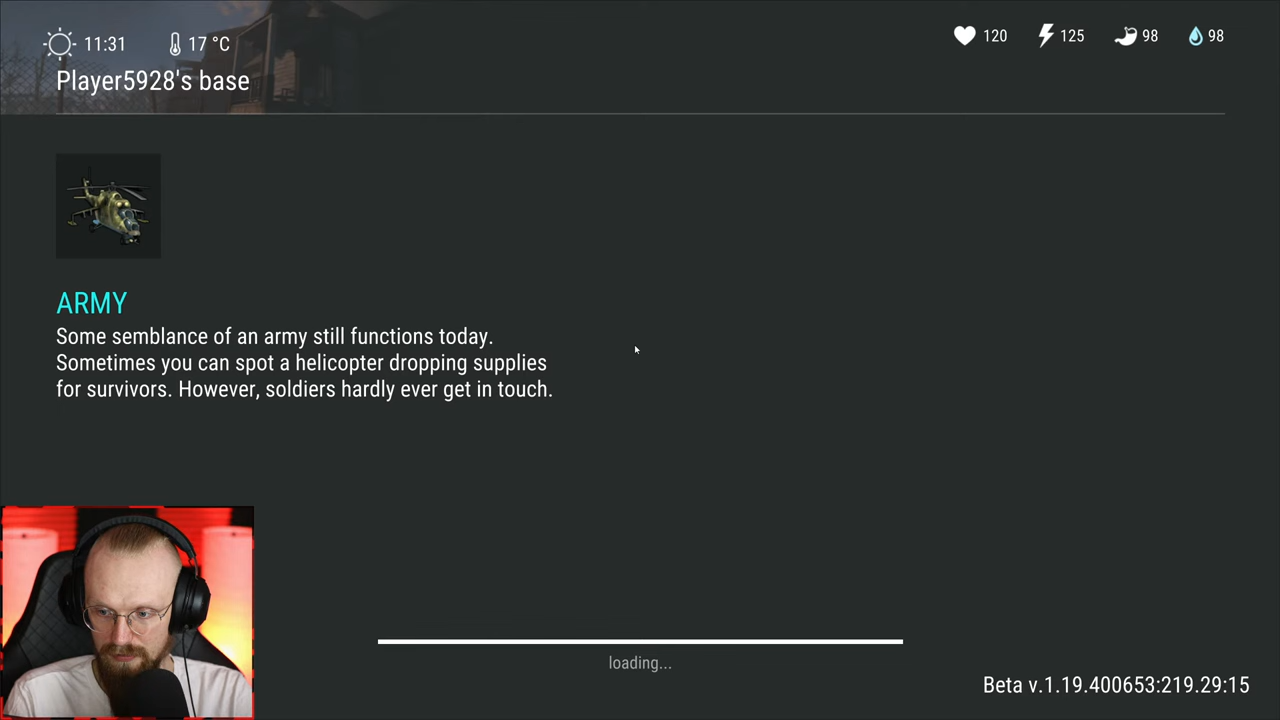 11:31 17 °C 120 125 98 98
Player5928's base
ARMY
Some semblance of an army still functions today.
Sometimes you can spot a helicopter dropping supplies
for survivors. However, soldiers hardly ever get in touch.
loading...
Beta v.1.19.400653:219.29:15